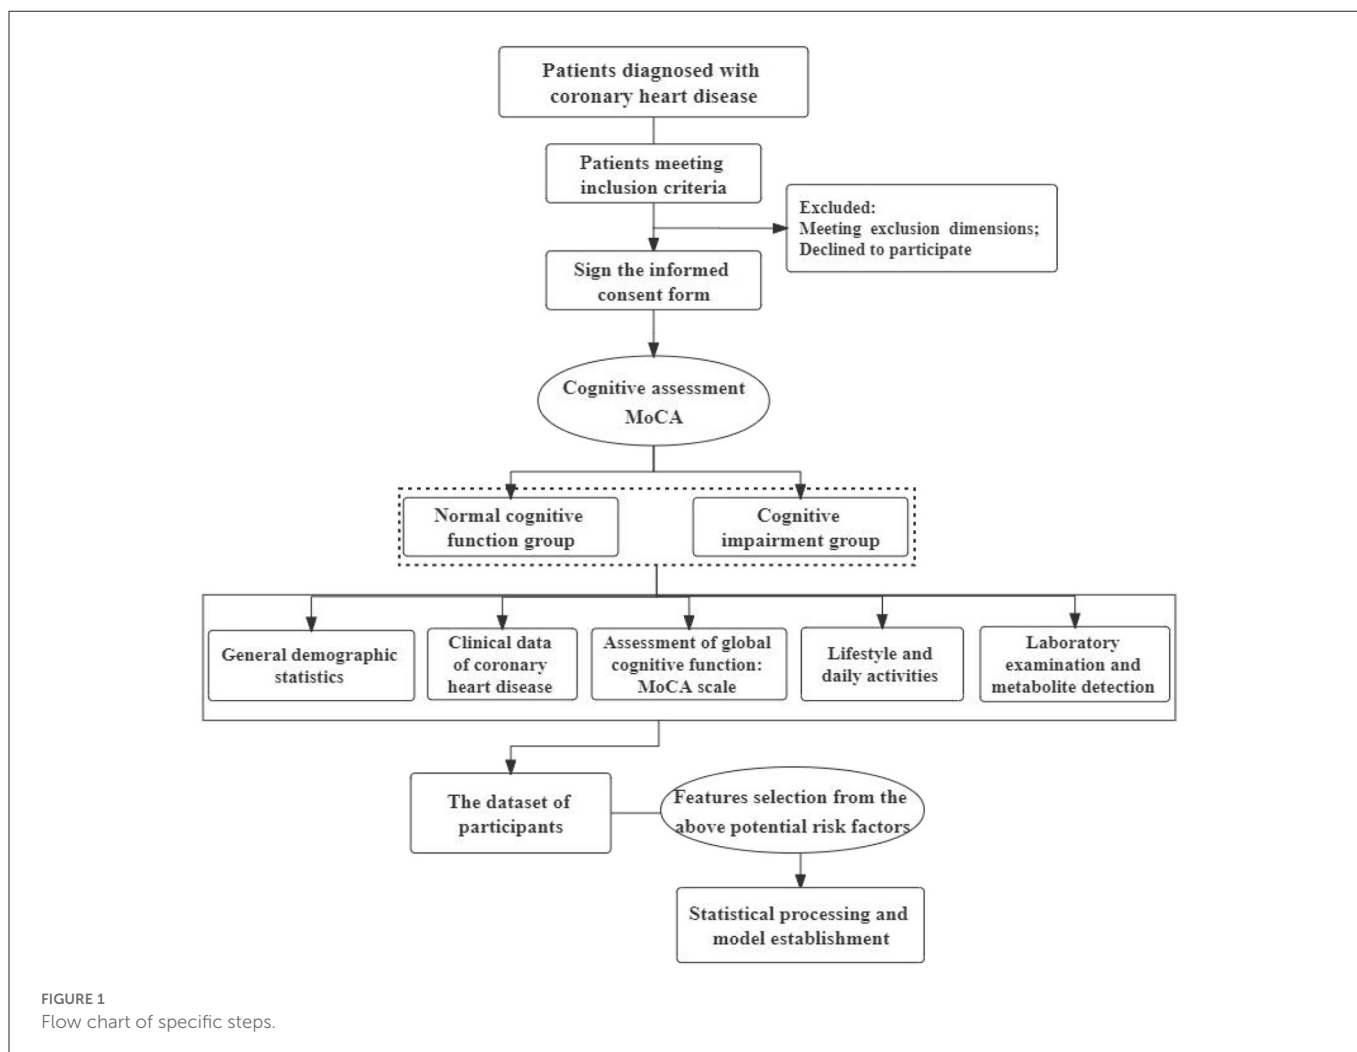 Patients diagnosed with
coronary heart disease
Patients meeting
inclusion criteria
Excluded:
Meeting exclusion dimensions;
Declined to participate
Sign the informed
consent form
Cognitive assessment
MoCA
Normal cognitive
function group
Cognitive
impairment group
General demographic
statistics
Clinical data
of coronary
heart disease
Assessment of global
cognitive function:
MoCA scale
Lifestyle and
daily activities
Laboratory
examination and
metabolite detection
The dataset of
participants
Features selection from the
above potential risk factors
Statistical processing and
model establishment
FIGURE 1
Flow chart of specific steps.